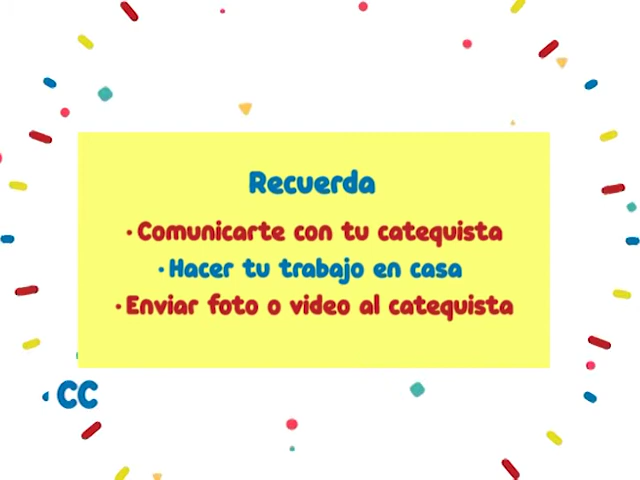 Recuerda
• Comunicarte con tu catequista
• Hacer tu trabajo en casa
• Enviar foto o video al catequista
• CC